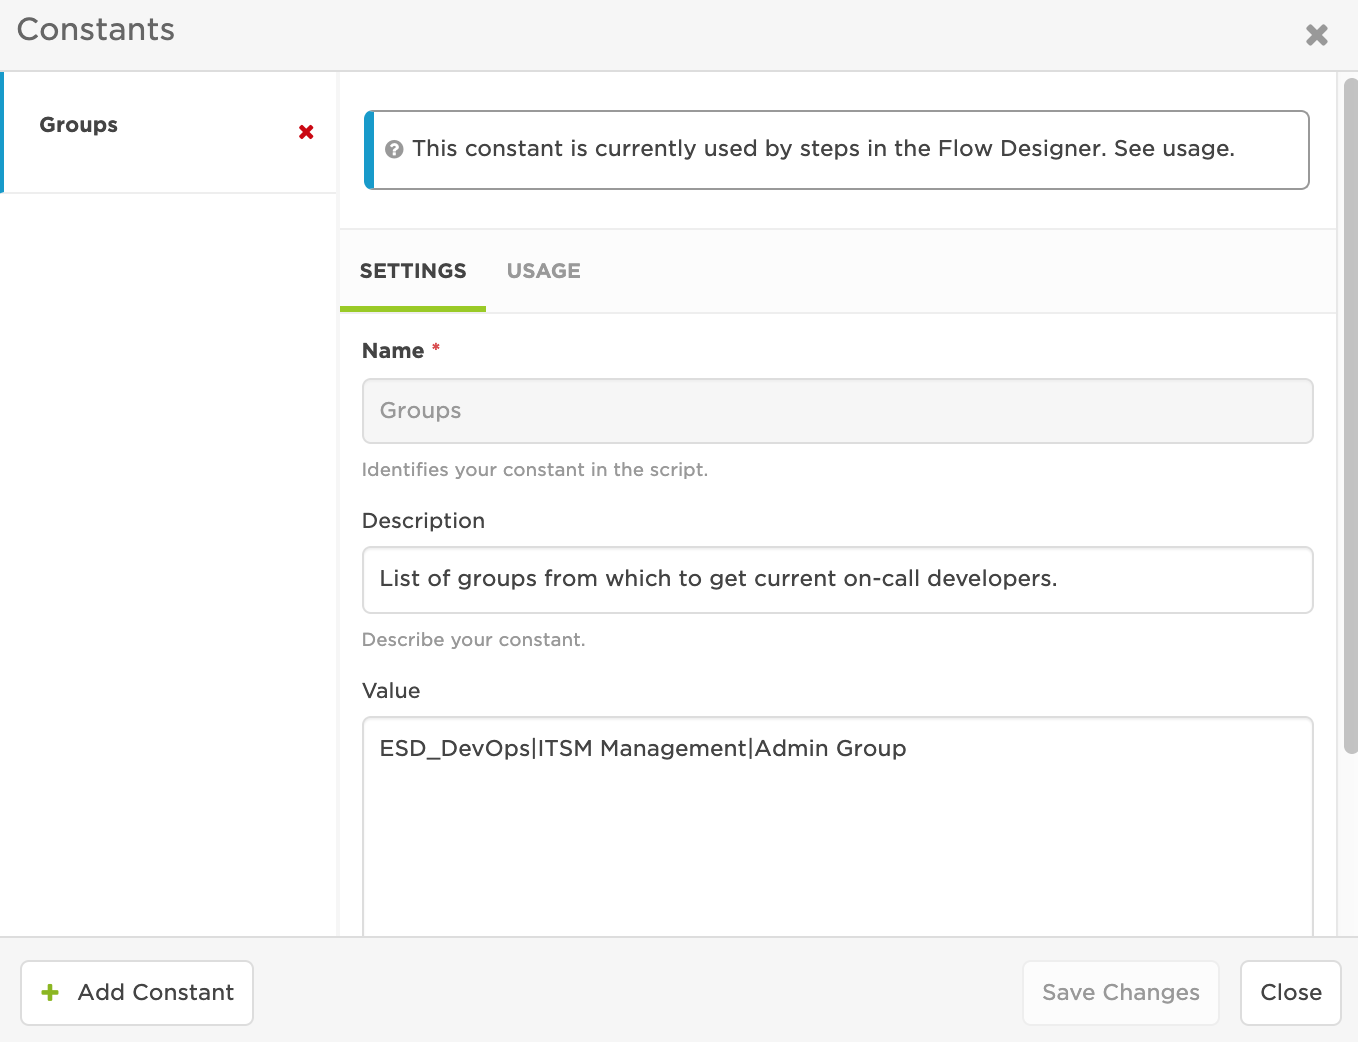 Constants
Groups
This constant is currently used by steps in the Flow Designer. See usage.
SETTINGS USAGE
Name *
Groups
Identifies your constant in the script.
Description
List of groups from which to get current on-call developers.
Describe your constant.
Value
ESD_DevOps|ITSM Management|Admin Group
+ Add Constant
Save Changes
Close